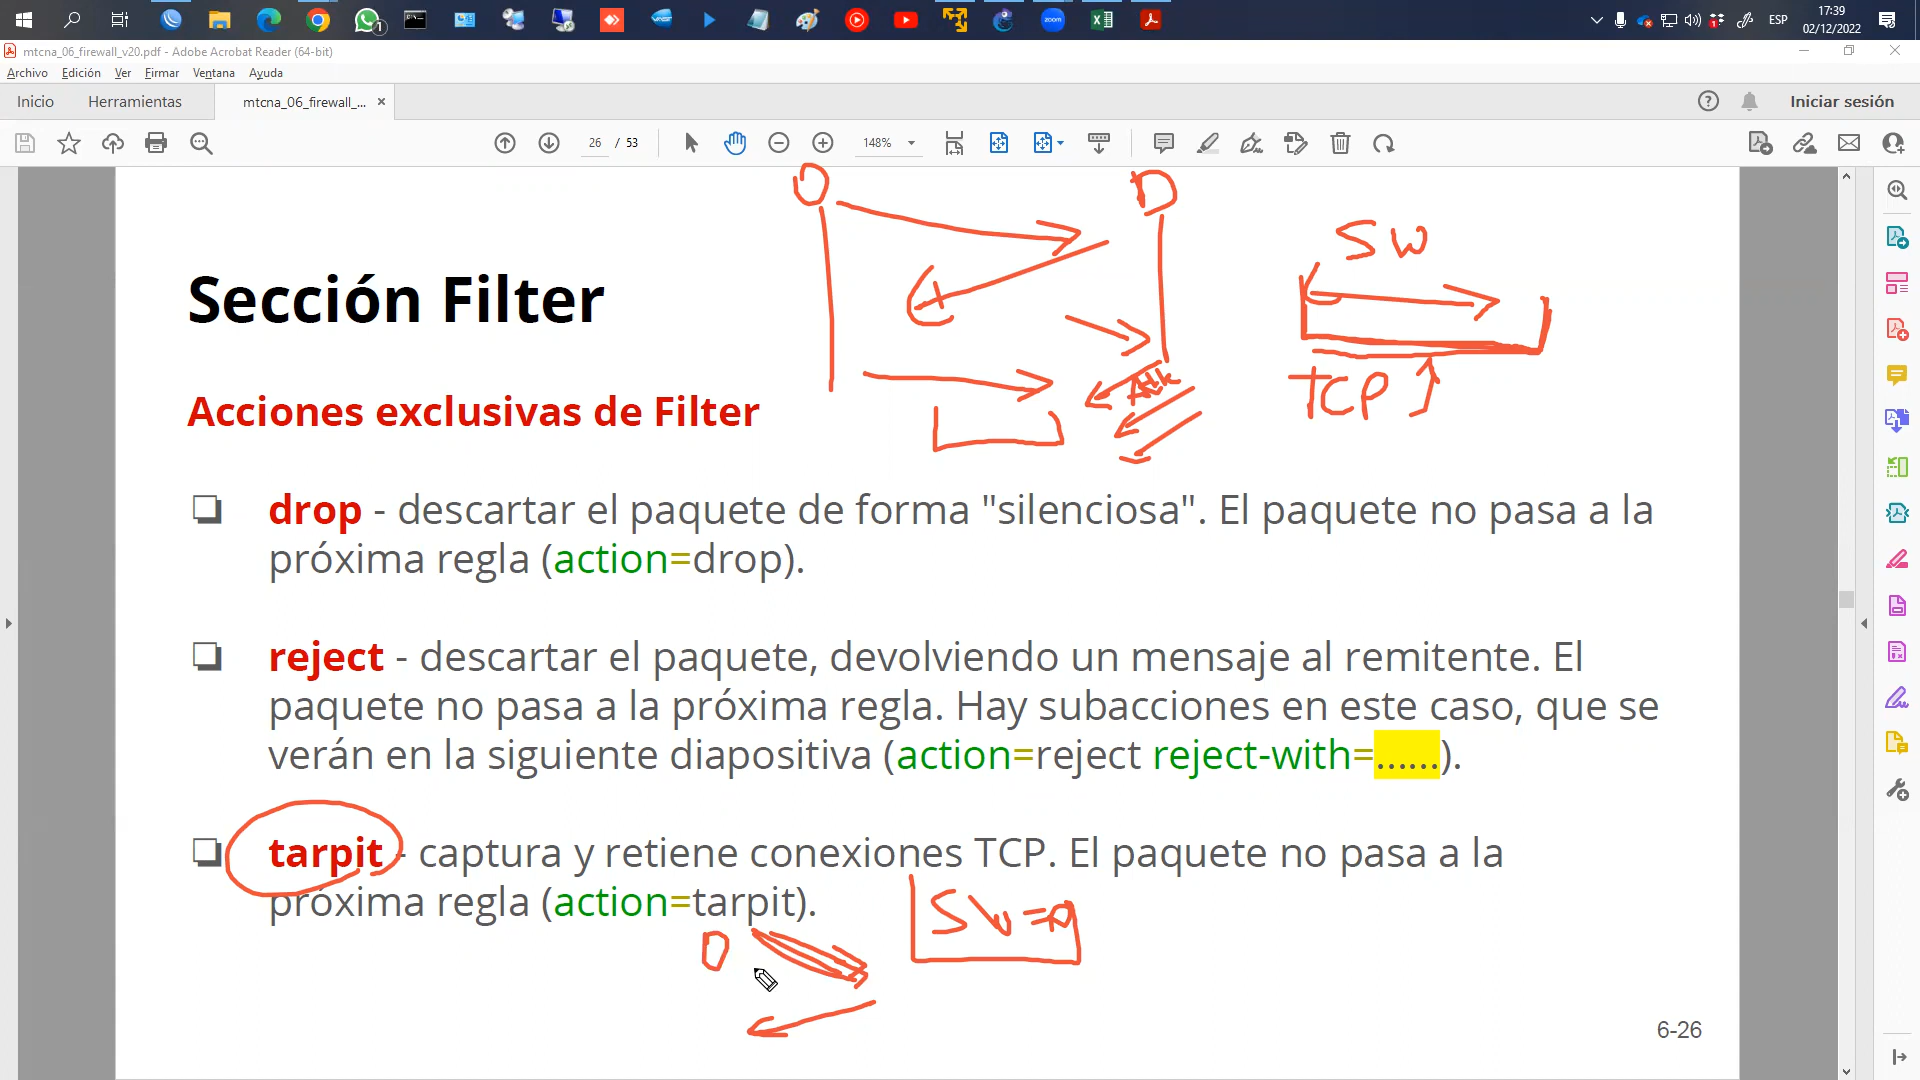 ESP
17:39
02/12/2022
mtcna_06_firewall_v20.pdf - Adobe Acrobat Reader (64-bit)
Archivo Edición Ver Firmar Ventana Ayuda
Inicio Herramientas mtcna_06_firewall_... × Iniciar sesión
26 / 53 148%
O D
SW
Sección Filter
TCP
Acciones exclusivas de Filter
drop - descartar el paquete de forma "silenciosa". El paquete no pasa a la
próxima regla (action=drop).
reject - descartar el paquete, devolviendo un mensaje al remitente. El
paquete no pasa a la próxima regla. Hay subacciones en este caso, que se
verán en la siguiente diapositiva (action=reject reject-with=......).
tarpit - captura y retiene conexiones TCP. El paquete no pasa a la
próxima regla (action=tarpit).
O
6-26